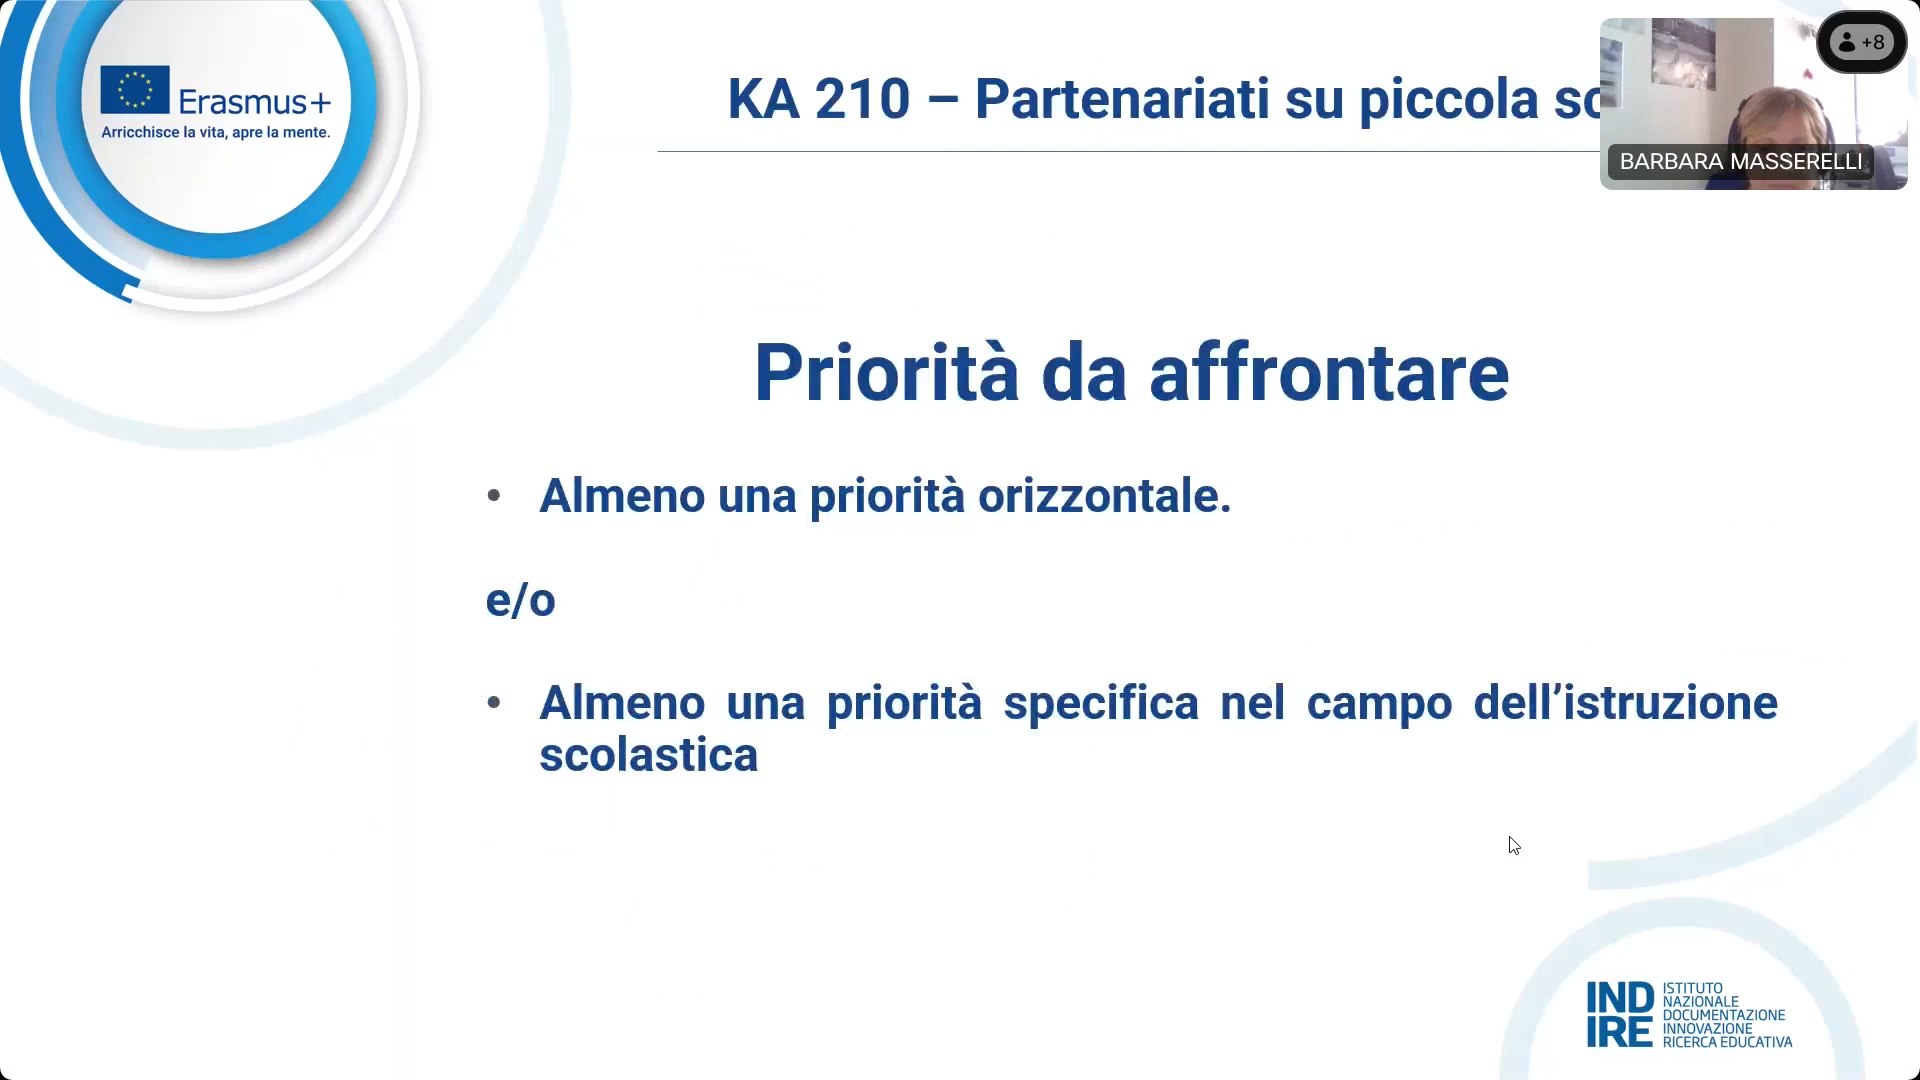 Erasmus+
Arricchisce la vita, apre la mente.
KA 210 – Partenariati su piccola
+8
BARBARA MASSERELLI
Priorità da affrontare
• Almeno una priorità orizzontale.
e/o
• Almeno una priorità specifica nel campo dell’istruzione
scolastica
IND
IRE
ISTITUTO
NAZIONALE
DOCUMENTAZIONE
INNOVAZIONE
RICERCA EDUCATIVA